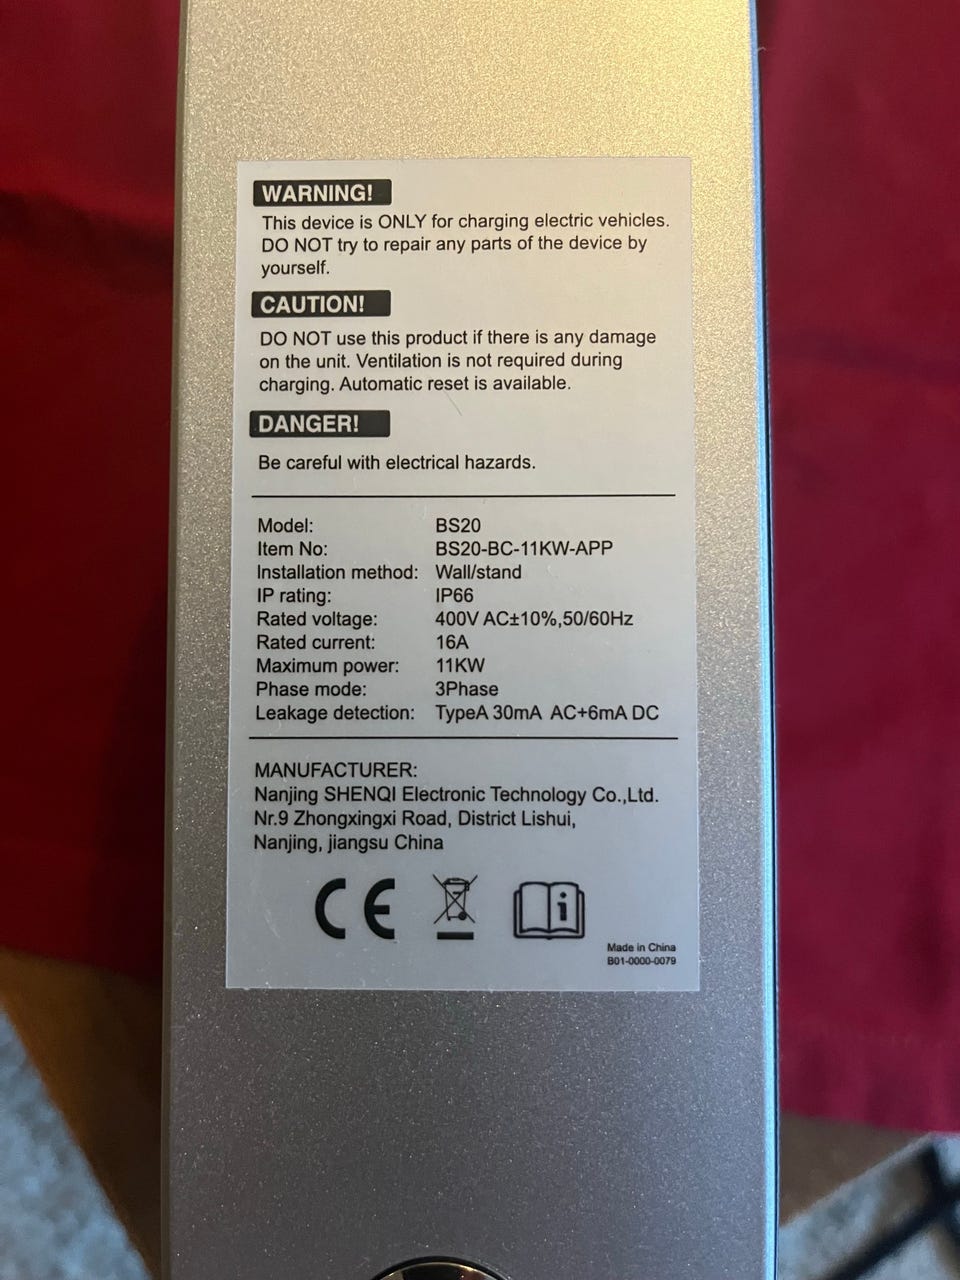 WARNING!
This device is ONLY for charging electric vehicles.
DO NOT try to repair any parts of the device by
yourself.
CAUTION!
DO NOT use this product if there is any damage
on the unit. Ventilation is not required during
charging. Automatic reset is available.
DANGER!
Be careful with electrical hazards.
Model: BS20
Item No: BS20-BC-11KW-APP
Installation method: Wall/stand
IP rating: IP66
Rated voltage: 400V AC±10%,50/60Hz
Rated current: 16A
Maximum power: 11KW
Phase mode: 3Phase
Leakage detection: TypeA 30mA AC+6mA DC
MANUFACTURER:
Nanjing SHENQI Electronic Technology Co.,Ltd.
Nr.9 Zhongxingxi Road, District Lishui,
Nanjing, jiangsu China
CE
i
Made in China
B01-0000-0079